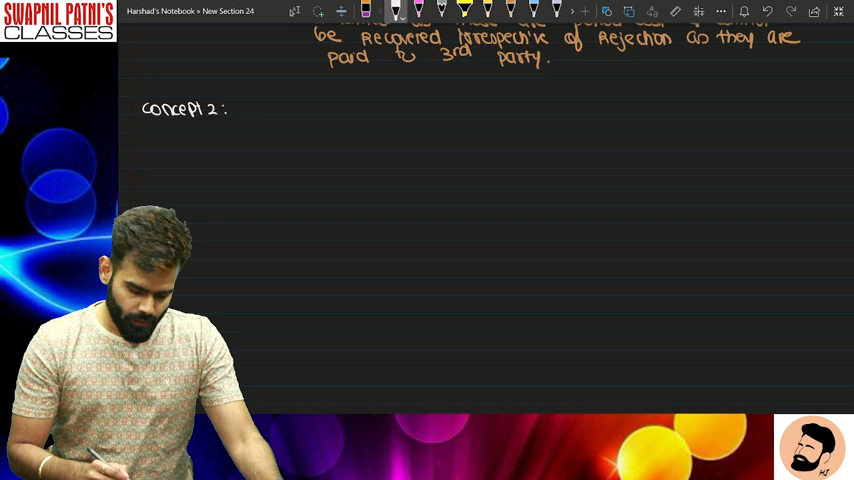 SWAPNIL PATNI'S
CLASSES
Harshad's Notebook » New Section 24
be Recovered Irrespective of Rejection as they are
paid to 3rd party.
Concept 2:
HJ